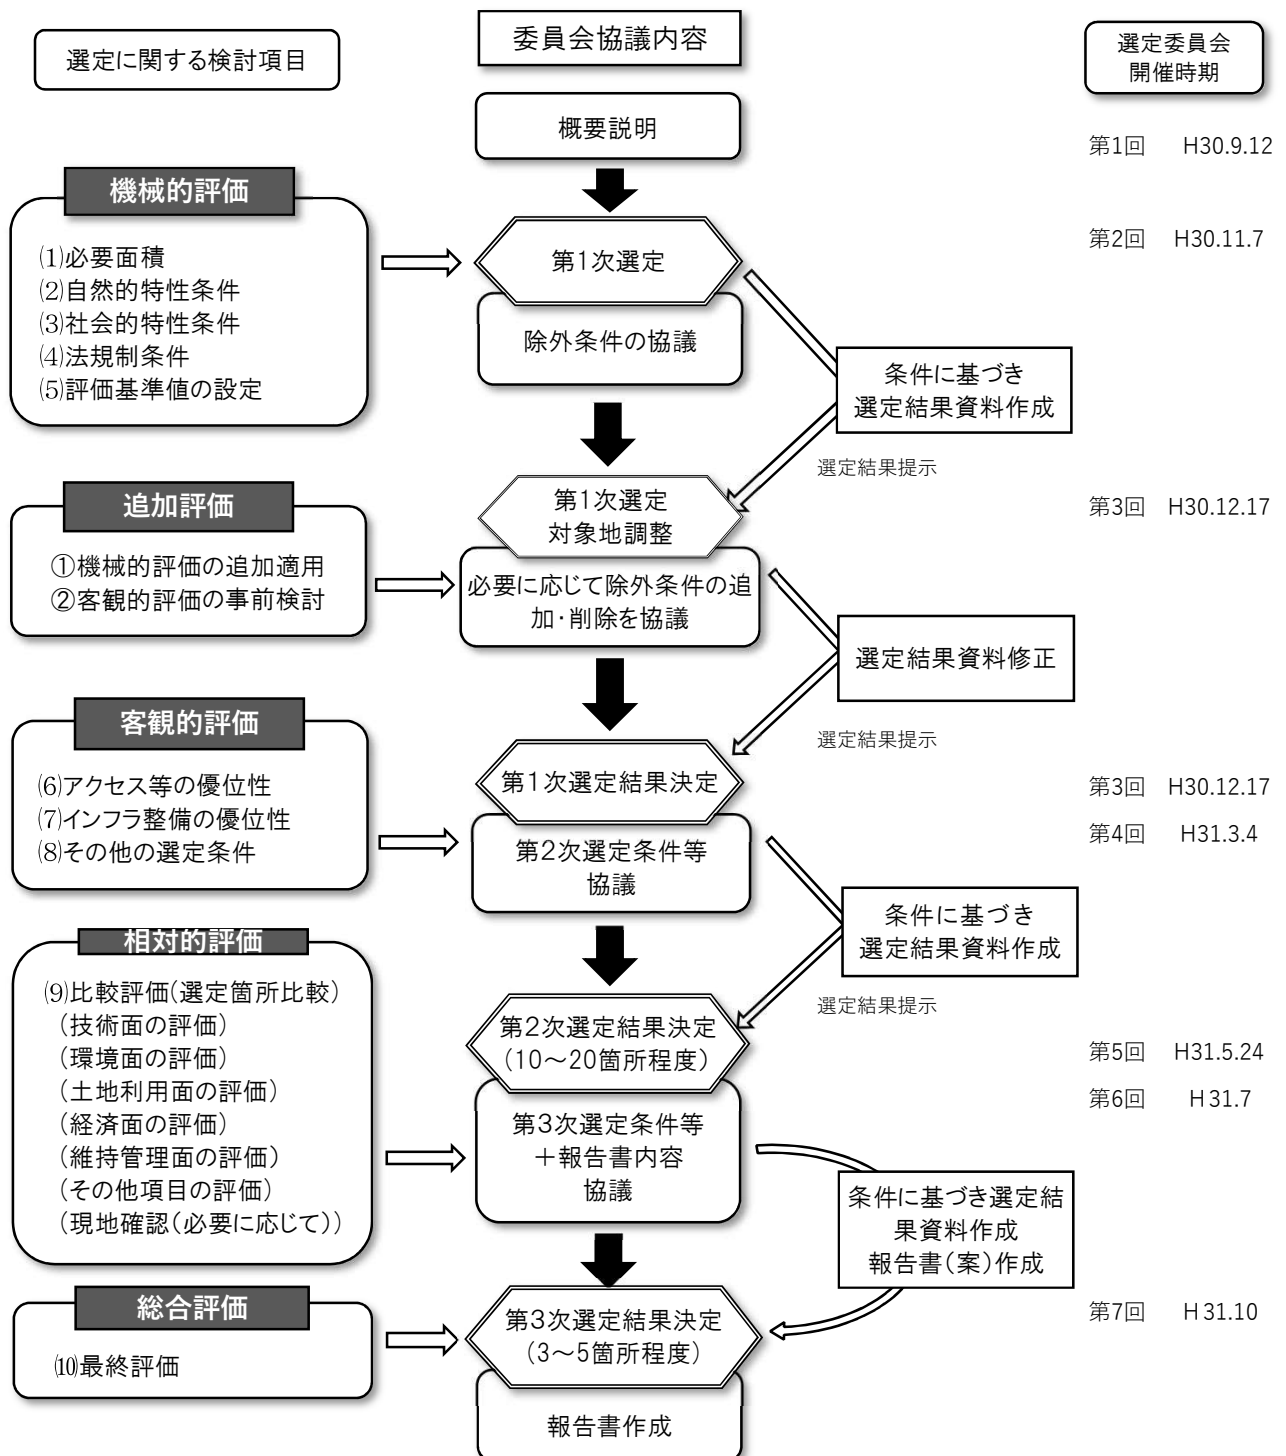 選定に関する検討項目
委員会協議内容
選定委員会
開催時期
概要説明
第1回 H30.9.12
機械的評価
⑴必要面積
⑵自然的特性条件
⑶社会的特性条件
⑷法規制条件
⑸評価基準値の設定
第1次選定
除外条件の協議
第2回 H30.11.7
条件に基づき
選定結果資料作成
選定結果提示
追加評価
①機械的評価の追加適用
②客観的評価の事前検討
第1次選定
対象地調整
必要に応じて除外条件の追
加・削除を協議
第3回 H30.12.17
選定結果資料修正
選定結果提示
客観的評価
⑹アクセス等の優位性
⑺インフラ整備の優位性
⑻その他の選定条件
第1次選定結果決定
第2次選定条件等
協議
第3回 H30.12.17
第4回 H31.3.4
条件に基づき
選定結果資料作成
選定結果提示
相対的評価
⑼比較評価(選定箇所比較)
(技術面の評価)
(環境面の評価)
(土地利用面の評価)
(経済面の評価)
(維持管理面の評価)
(その他項目の評価)
(現地確認(必要に応じて))
第2次選定結果決定
(10～20箇所程度)
第3次選定条件等
＋報告書内容
協議
第5回 H31.5.24
第6回 H31.7
条件に基づき選定結
果資料作成
報告書(案)作成
総合評価
⑽最終評価
第3次選定結果決定
(3～5箇所程度)
報告書作成
第7回 H31.10